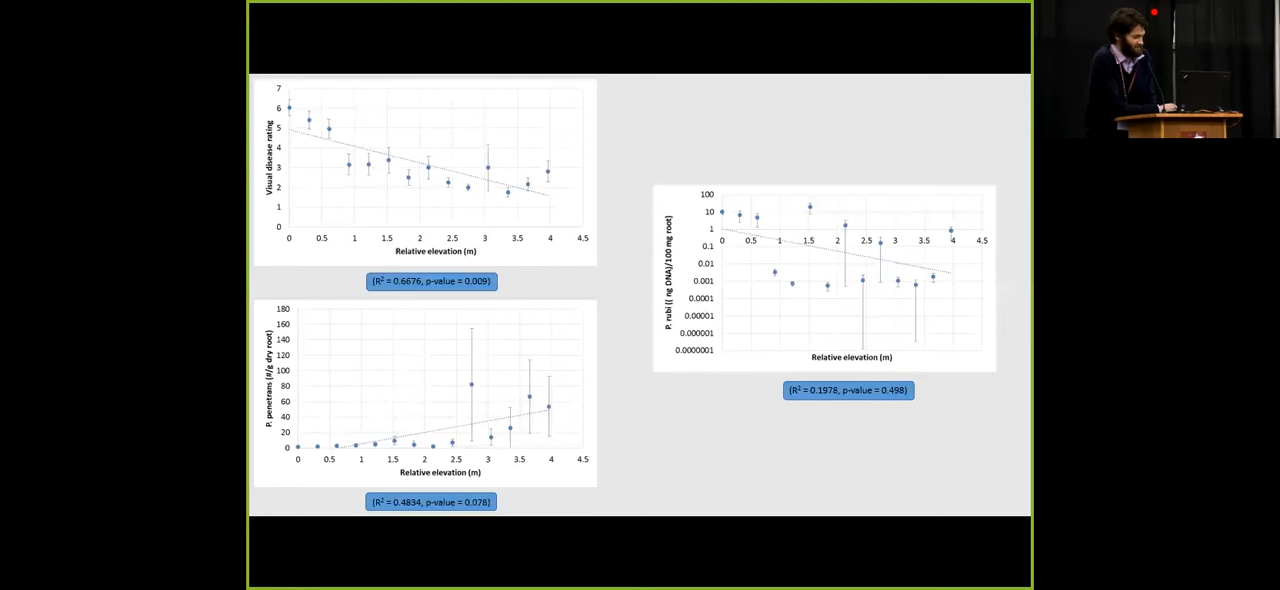 7
6
5
4
3
2
1
0
Visual disease rating
0 0.5 1 1.5 2 2.5 3 3.5 4 4.5
Relative elevation (m)
(R² = 0.6676, p-value = 0.009)
180
160
140
120
100
80
60
40
20
0
P. penetrans (#/g dry root)
0 0.5 1 1.5 2 2.5 3 3.5 4 4.5
Relative elevation (m)
(R² = 0.4834, p-value = 0.078)
100
10
1
0.1
0.01
0.001
0.0001
0.00001
0.000001
0.0000001
P. rubi (( ng DNA)/100 mg root)
0 0.5 1 1.5 2 2.5 3 3.5 4 4.5
Relative elevation (m)
(R² = 0.1978, p-value = 0.498)